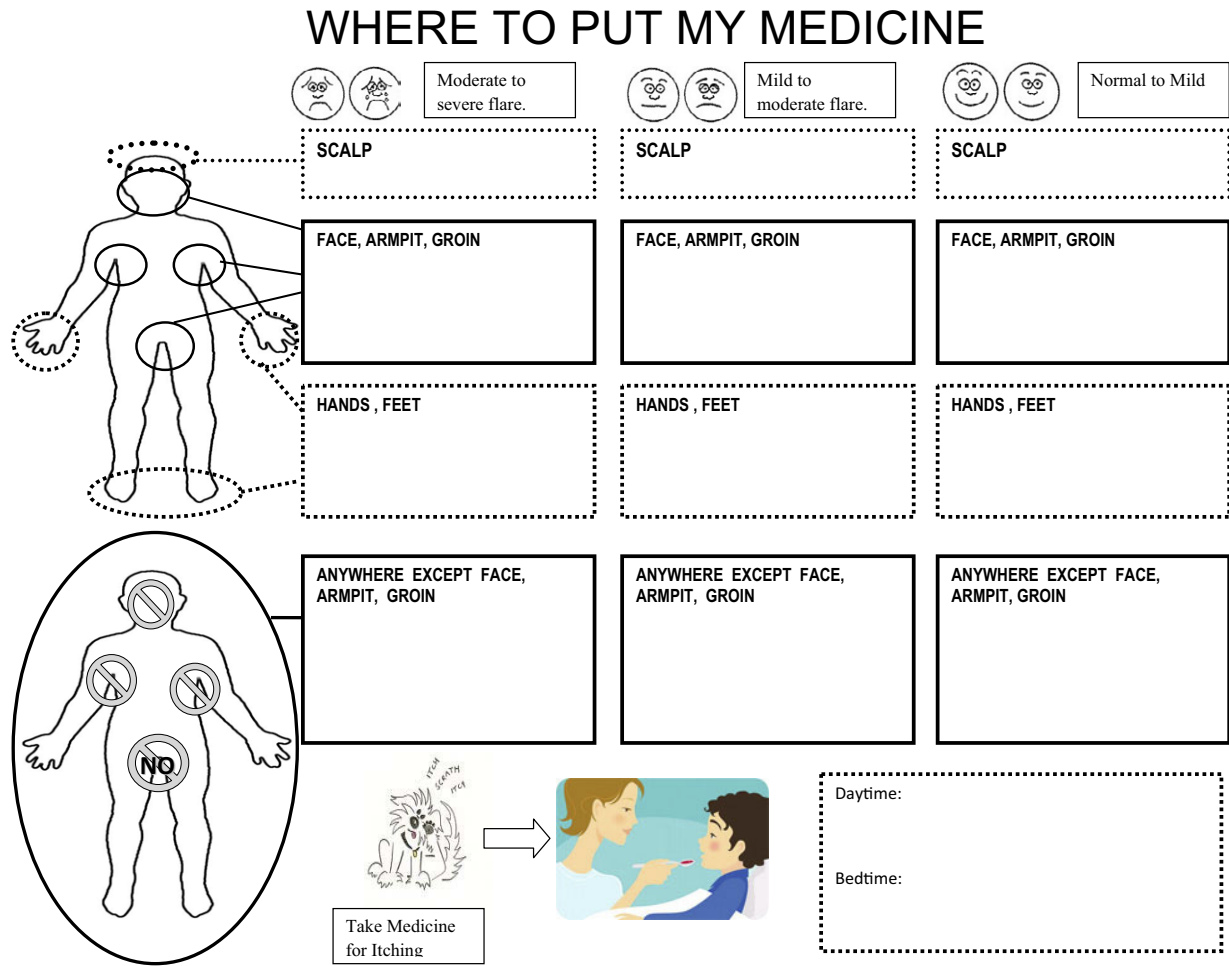 WHERE TO PUT MY MEDICINE
Moderate to
severe flare.
Mild to
moderate flare.
Normal to Mild
SCALP
SCALP
SCALP
FACE, ARMPIT, GROIN
FACE, ARMPIT, GROIN
FACE, ARMPIT, GROIN
HANDS , FEET
HANDS , FEET
HANDS , FEET
ANYWHERE EXCEPT FACE,
ARMPIT, GROIN
ANYWHERE EXCEPT FACE,
ARMPIT, GROIN
ANYWHERE EXCEPT FACE,
ARMPIT, GROIN
NO
ITCH
SCRATH
ITCH
Take Medicine
for Itching
Daytime:
Bedtime: